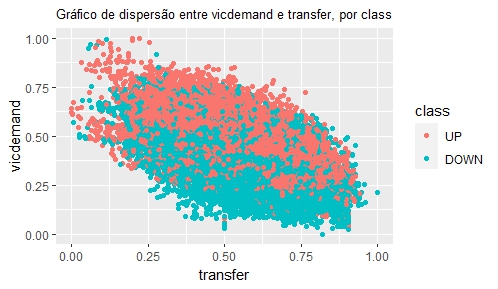 Gráfico de dispersão entre vicdemand e transfer, por class
1.00
0.75
0.50
0.25
0.00
vicdemand
0.00 0.25 0.50 0.75 1.00
transfer
class
UP
DOWN